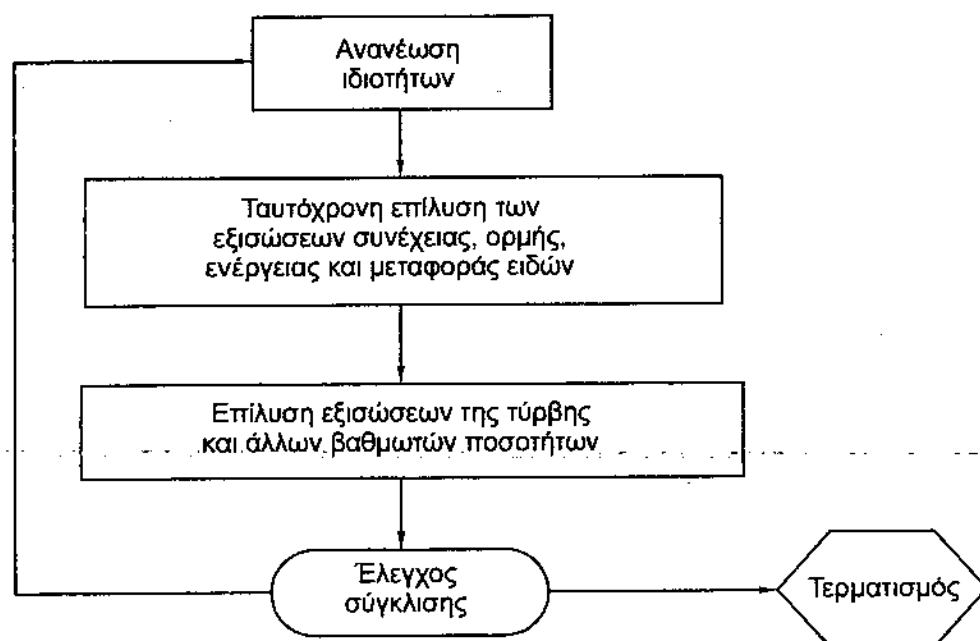 Ανανέωση
ιδιοτήτων
Ταυτόχρονη επίλυση των
εξισώσεων συνέχειας, ορμής,
ενέργειας και μεταφοράς ειδών
Επίλυση εξισώσεων της τύρβης
και άλλων βαθμωτών ποσοτήτων
Έλεγχος
σύγκλισης
Τερματισμός